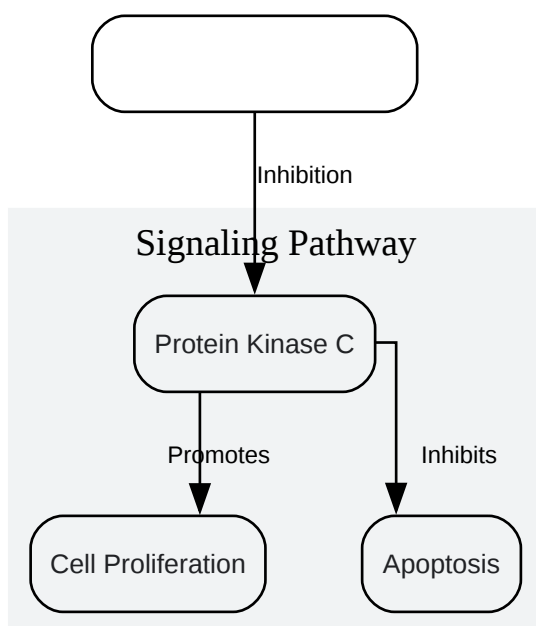 Inhibition
Signaling Pathway
Protein Kinase C
Promotes
Inhibits
Cell Proliferation
Apoptosis